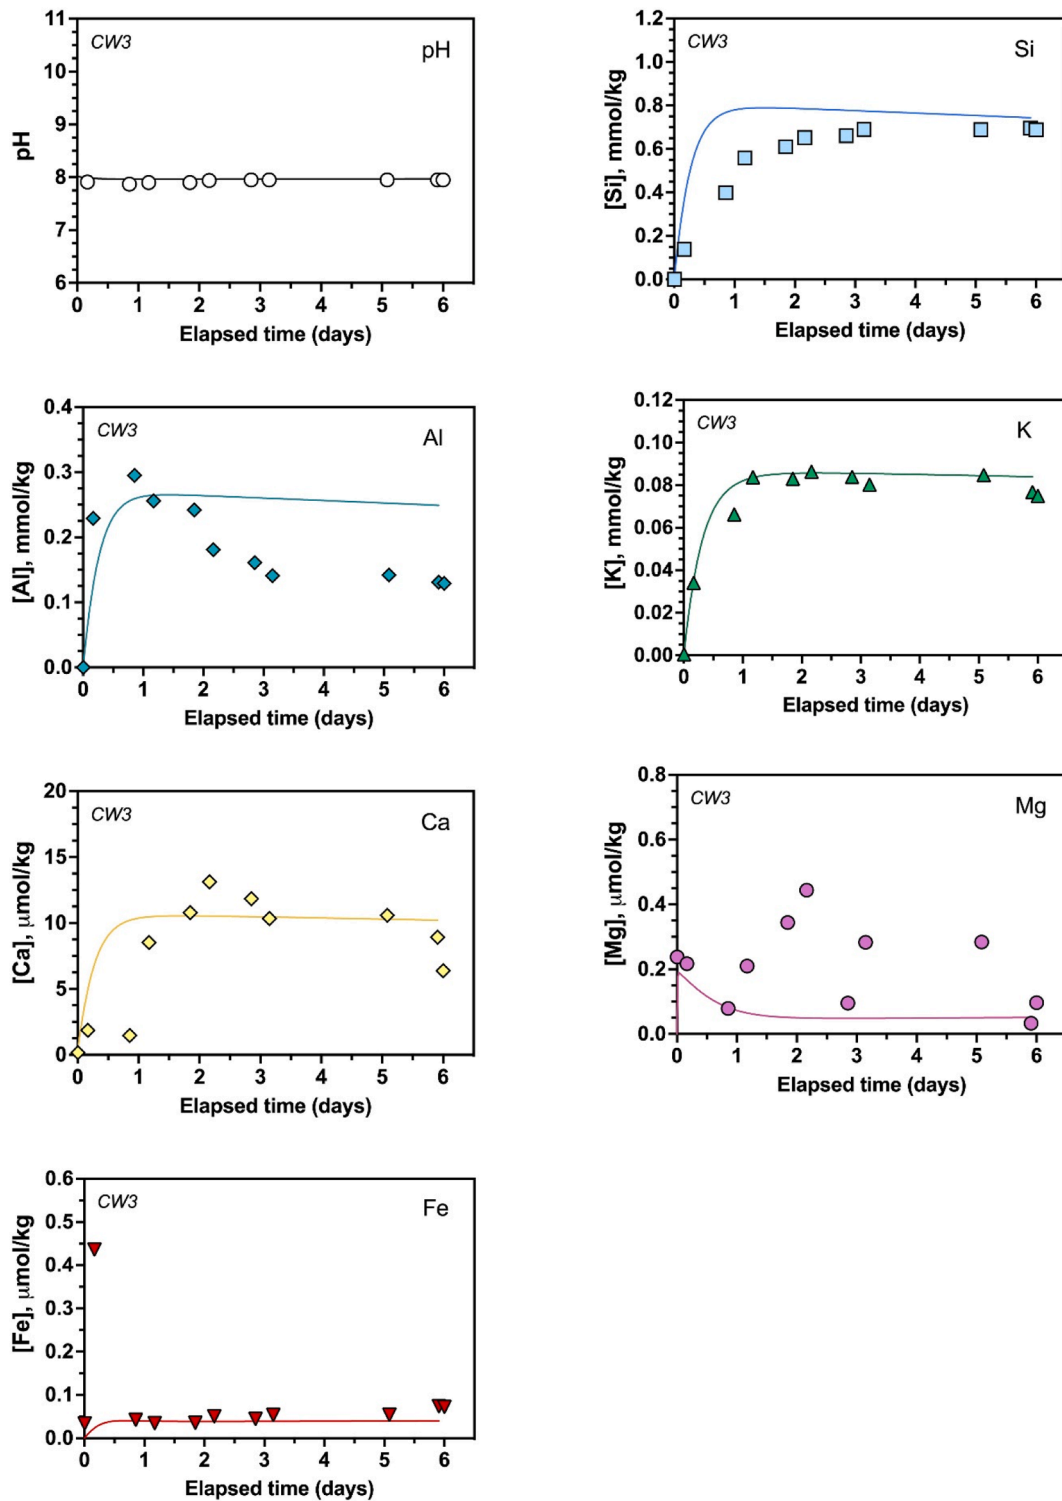 CW3
pH
11
10
9
8
7
6
pH
0 1 2 3 4 5 6
Elapsed time (days)
CW3
Si
1.2
1.0
0.8
0.6
0.4
0.2
0.0
[Si], mmol/kg
0 1 2 3 4 5 6
Elapsed time (days)
CW3
Al
0.4
0.3
0.2
0.1
0.0
[Al], mmol/kg
0 1 2 3 4 5 6
Elapsed time (days)
CW3
K
0.12
0.10
0.08
0.06
0.04
0.02
0.00
[K], mmol/kg
0 1 2 3 4 5 6
Elapsed time (days)
CW3
Ca
20
15
10
5
0
[Ca], μmol/kg
0 1 2 3 4 5 6
Elapsed time (days)
CW3
Mg
0.8
0.6
0.4
0.2
0.0
[Mg], μmol/kg
0 1 2 3 4 5 6
Elapsed time (days)
CW3
Fe
0.6
0.5
0.4
0.3
0.2
0.1
0.0
[Fe], μmol/kg
0 1 2 3 4 5 6
Elapsed time (days)